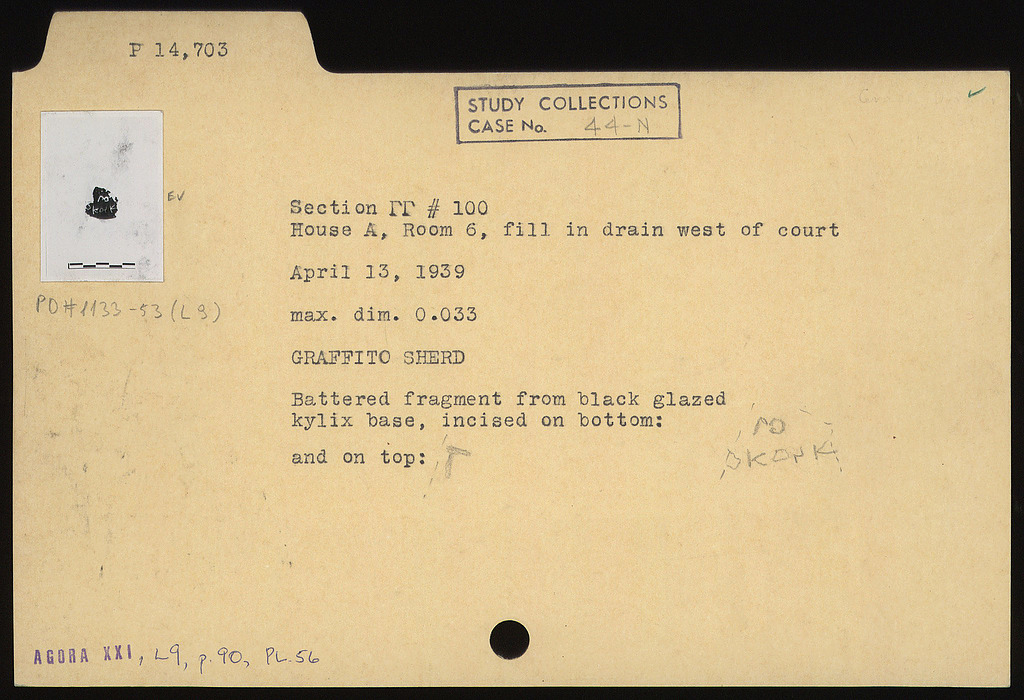 P 14,703
STUDY COLLECTIONS
CASE No. 44-N
EV
Section ΓΓ # 100
House A, Room 6, fill in drain west of court
April 13, 1939
PD#1133-53 (L9)
max. dim. 0.033
GRAFFITO SHERD
Battered fragment from black glazed
kylix base, incised on bottom:
and on top:
AGORA XXI, L9, p. 90, PL. 56